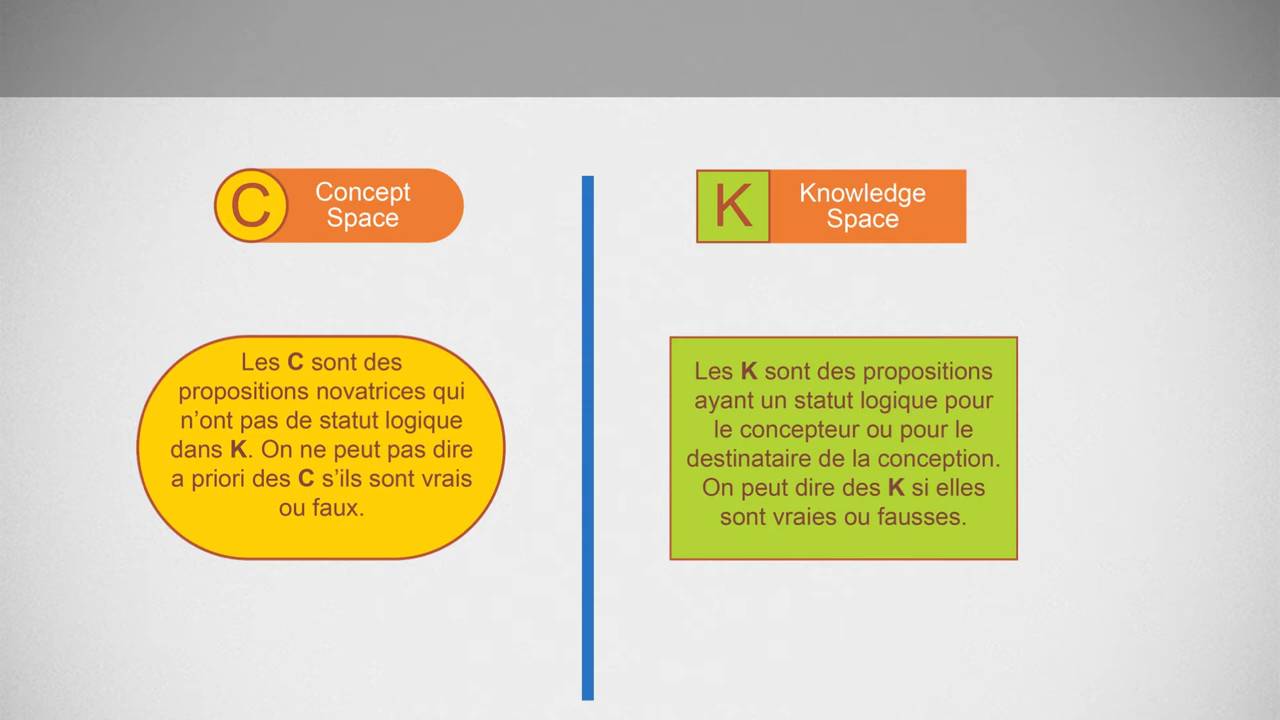 C
Concept
Space
K
Knowledge
Space
Les C sont des
propositions novatrices qui
n’ont pas de statut logique
dans K. On ne peut pas dire
a priori des C s’ils sont vrais
ou faux.
Les K sont des propositions
ayant un statut logique pour
le concepteur ou pour le
destinataire de la conception.
On peut dire des K si elles
sont vraies ou fausses.